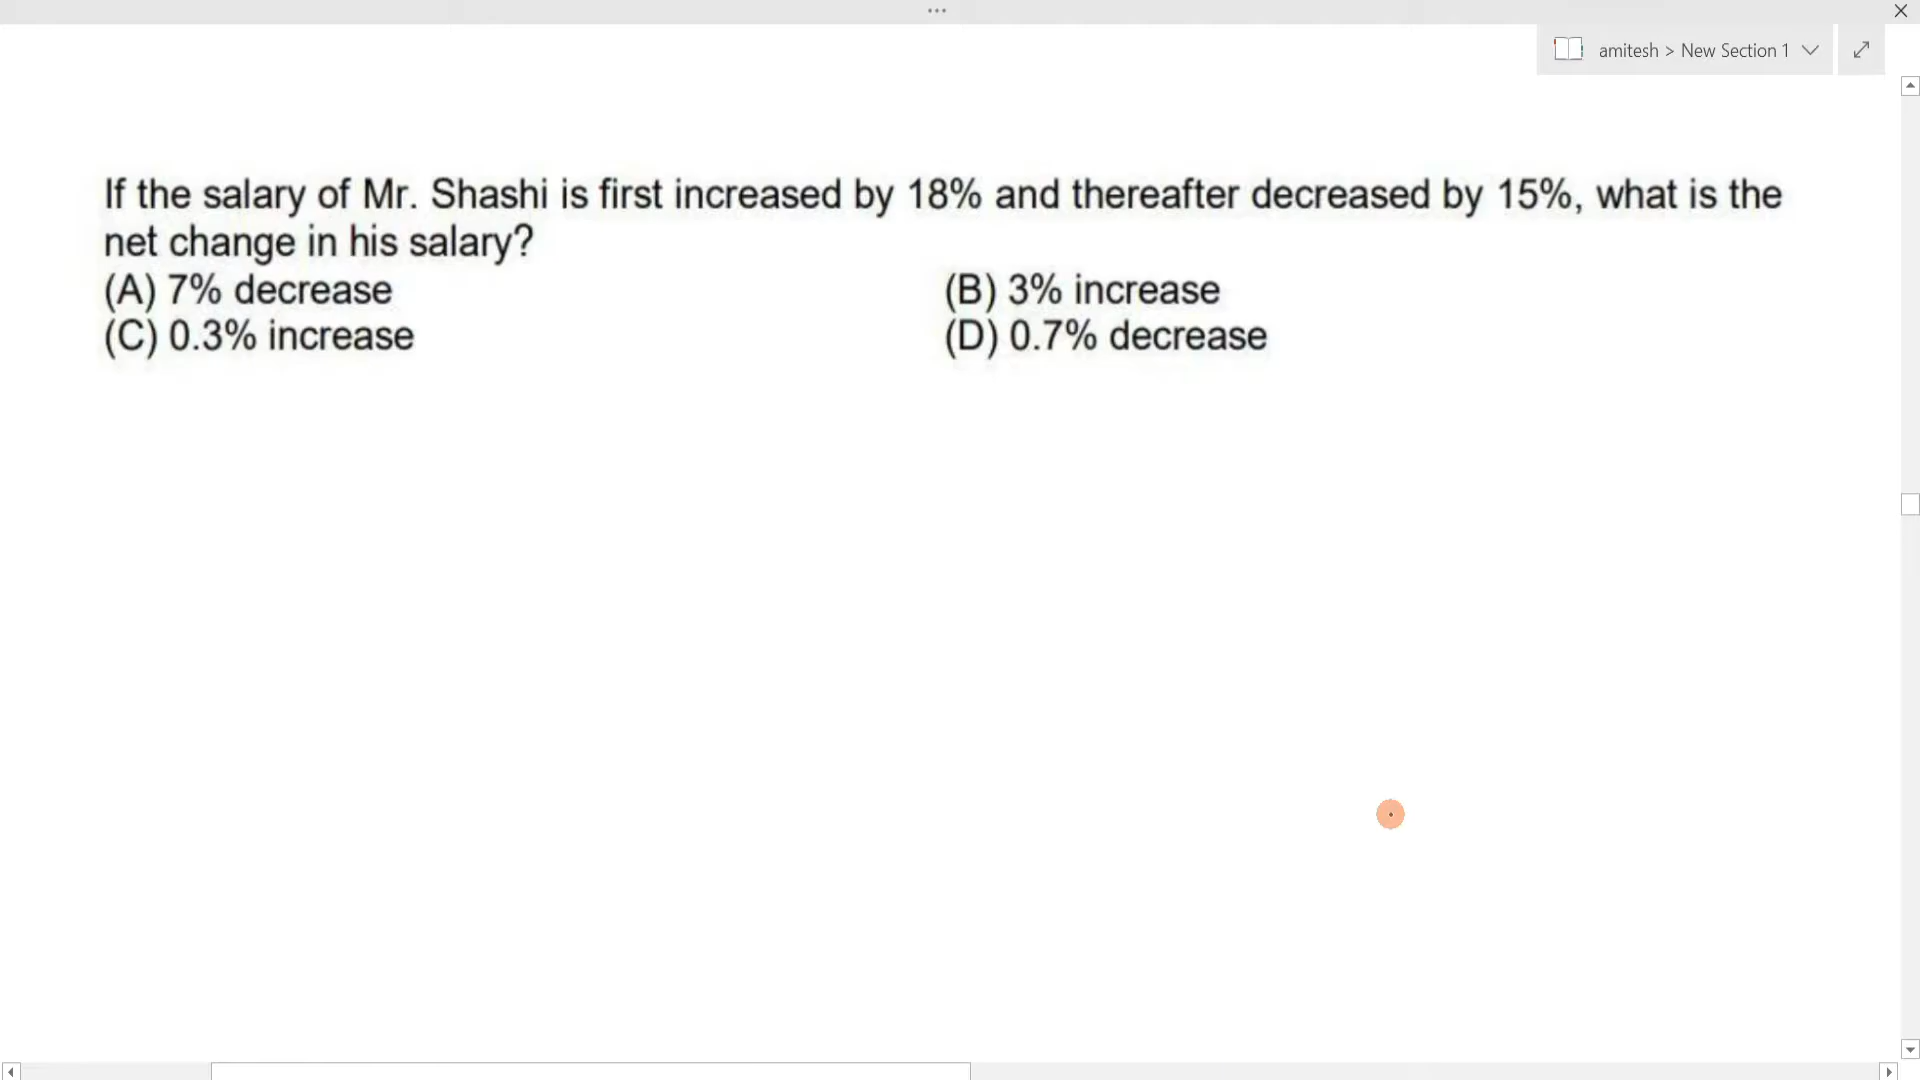 amitesh > New Section 1
If the salary of Mr. Shashi is first increased by 18% and thereafter decreased by 15%, what is the
net change in his salary?
(A) 7% decrease (B) 3% increase
(C) 0.3% increase (D) 0.7% decrease